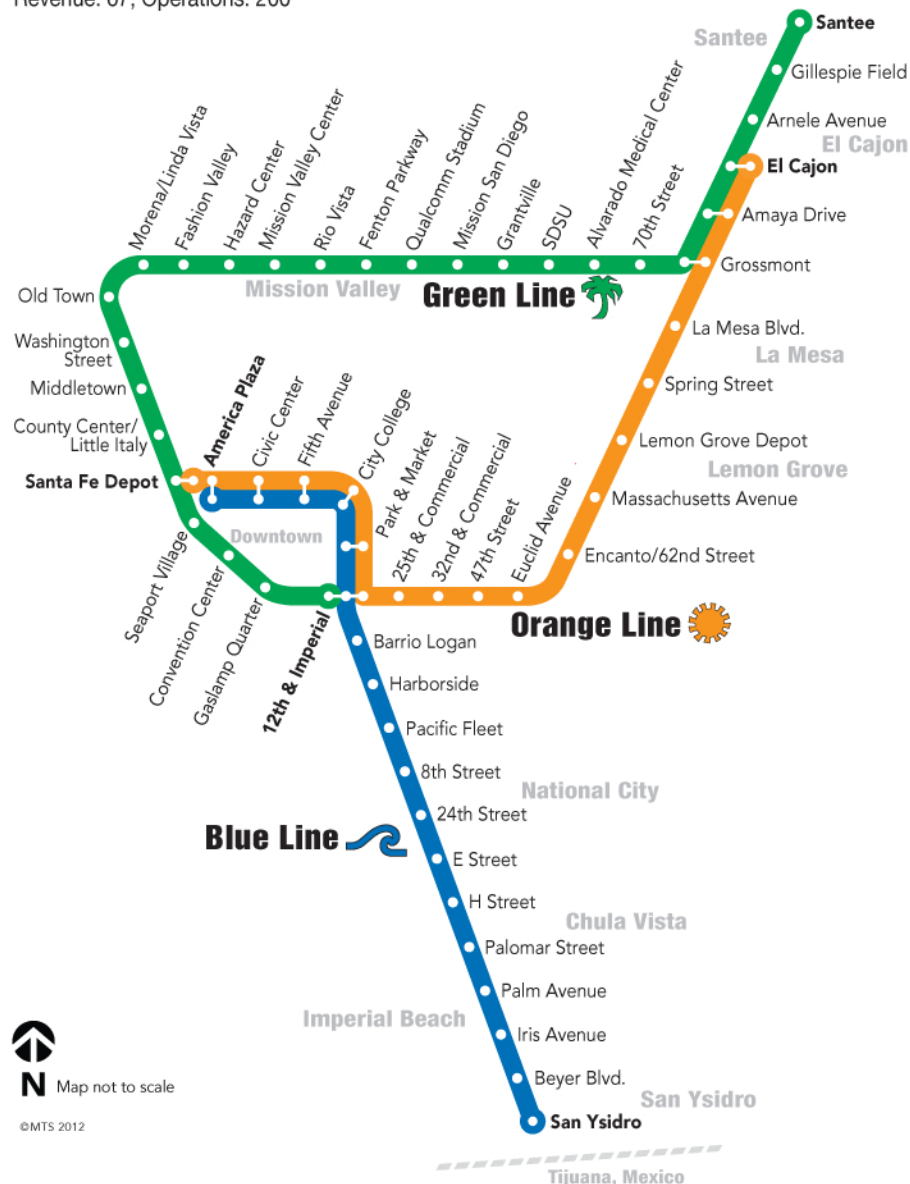 Revenue: 67; Operations: 200
Santee
Santee
Gillespie Field
Arnele Avenue
El Cajon
El Cajon
Amaya Drive
Grossmont
Morena/Linda Vista
Fashion Valley
Hazard Center
Mission Valley Center
Rio Vista
Fenton Parkway
Qualcomm Stadium
Mission San Diego
Grantville
SDSU
Alvarado Medical Center
70th Street
Mission Valley
Green Line
Old Town
Washington
Street
Middletown
County Center/
Little Italy
Santa Fe Depot
America Plaza
Civic Center
Fifth Avenue
City College
Park & Market
25th & Commercial
32nd & Commercial
47th Street
Euclid Avenue
La Mesa Blvd.
La Mesa
Spring Street
Lemon Grove Depot
Lemon Grove
Massachusetts Avenue
Encanto/62nd Street
Downtown
Seaport Village
Convention Center
Gaslamp Quarter
12th & Imperial
Orange Line
Barrio Logan
Harborside
Pacific Fleet
8th Street
National City
24th Street
Blue Line
E Street
H Street
Chula Vista
Palomar Street
Palm Avenue
Imperial Beach
Iris Avenue
Beyer Blvd.
San Ysidro
San Ysidro
Tijuana, Mexico
N Map not to scale
©MTS 2012